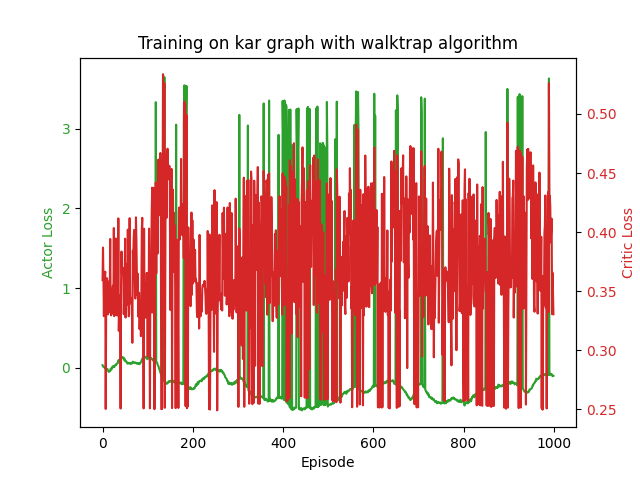 Training on kar graph with walktrap algorithm
3
2
1
0
Actor Loss
0.50
0.45
0.40
0.35
0.30
0.25
Critic Loss
0 200 400 600 800 1000
Episode